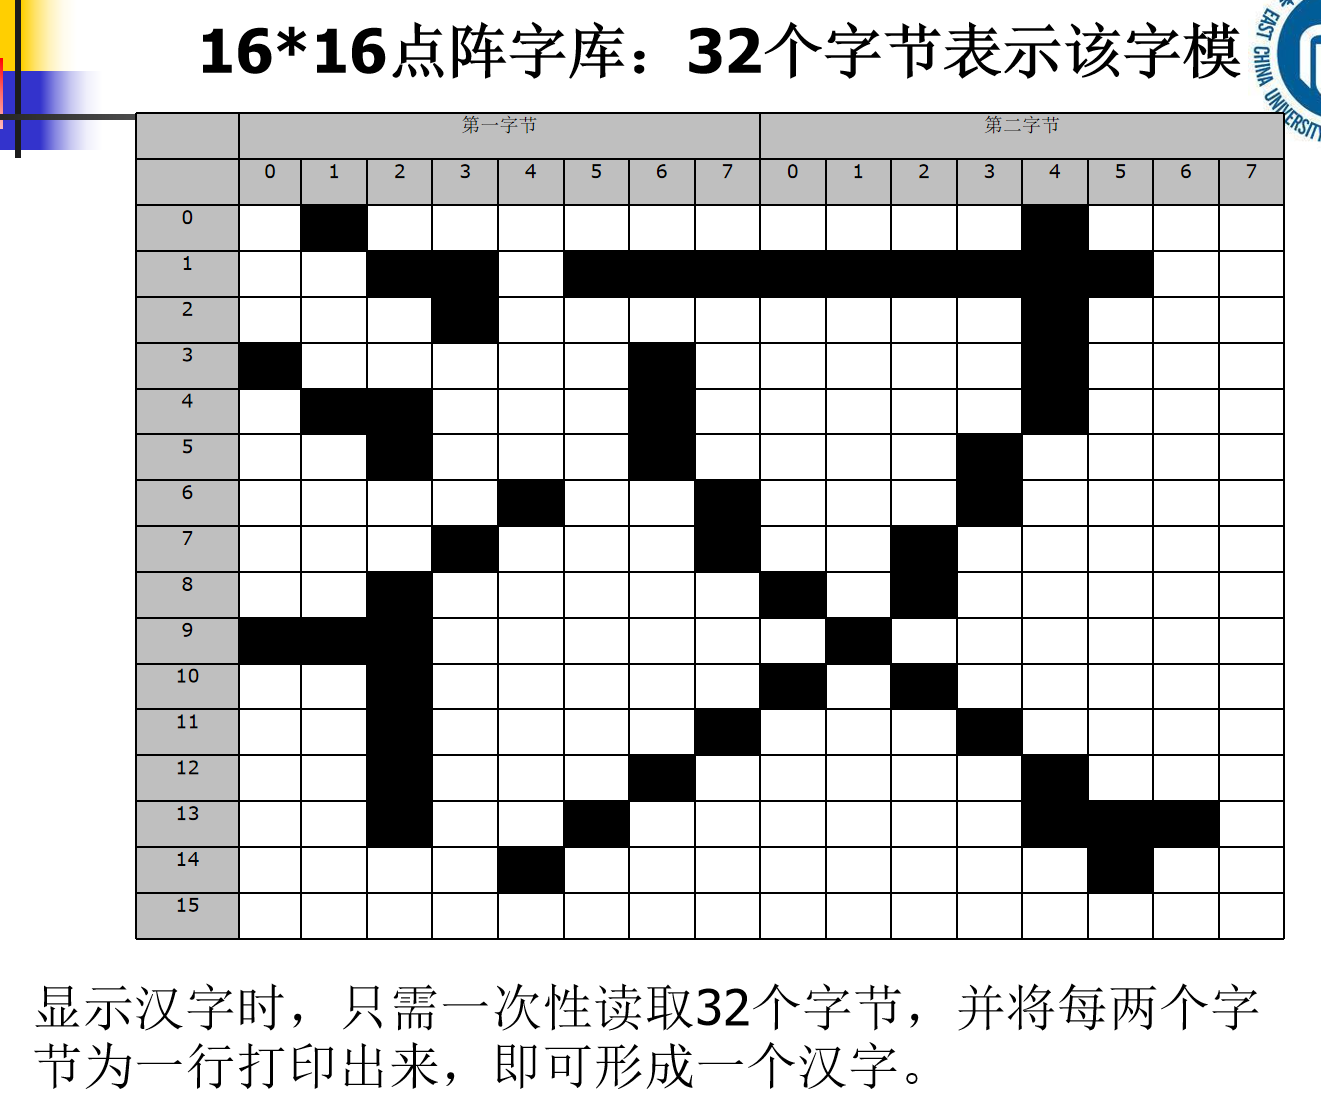 16*16点阵字库：32个字节表示该字模
EAST CHINA UNIVERSITY
第一字节 第二字节
0 1 2 3 4 5 6 7 0 1 2 3 4 5 6 7
0
1
2
3
4
5
6
7
8
9
10
11
12
13
14
15
显示汉字时，只需一次性读取32个字节，并将每两个字
节为一行打印出来，即可形成一个汉字。